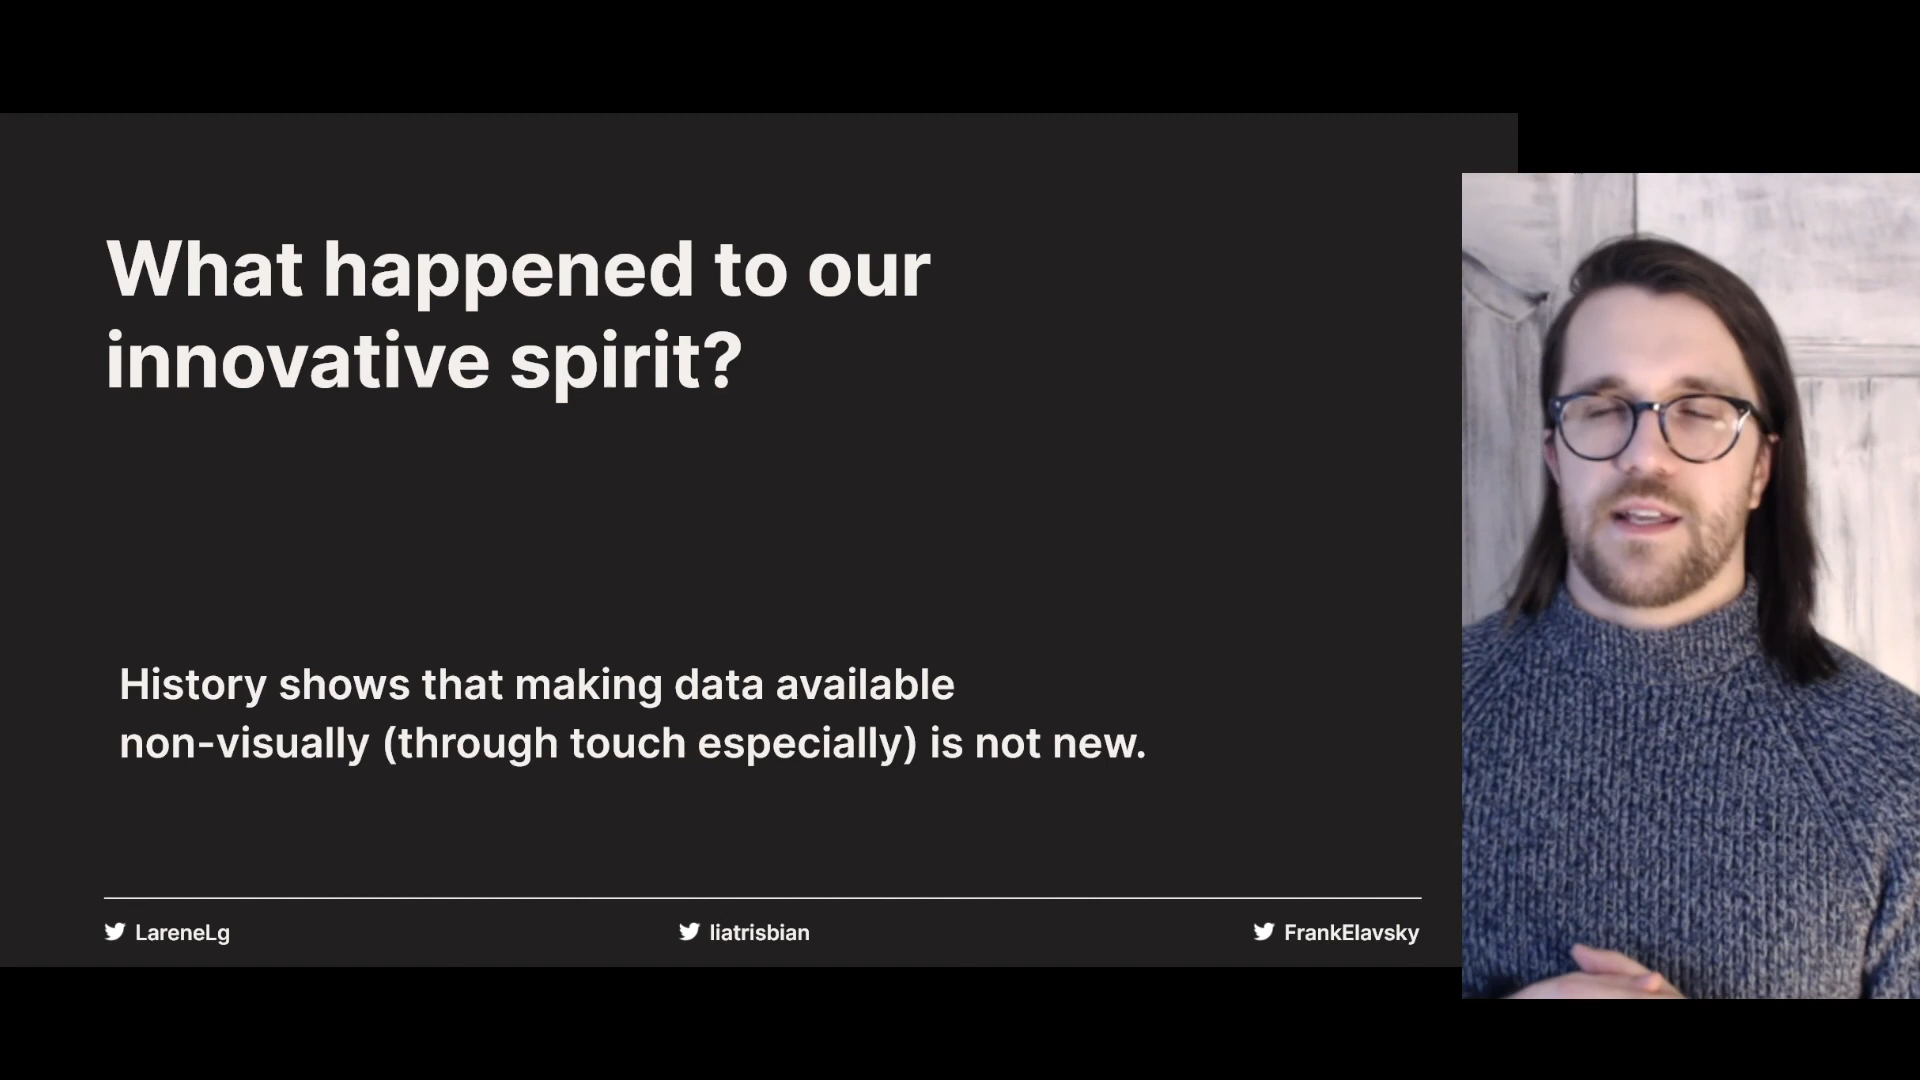 What happened to our
innovative spirit?
History shows that making data available
non-visually (through touch especially) is not new.
LareneLg
liatrisbian
FrankElavsky